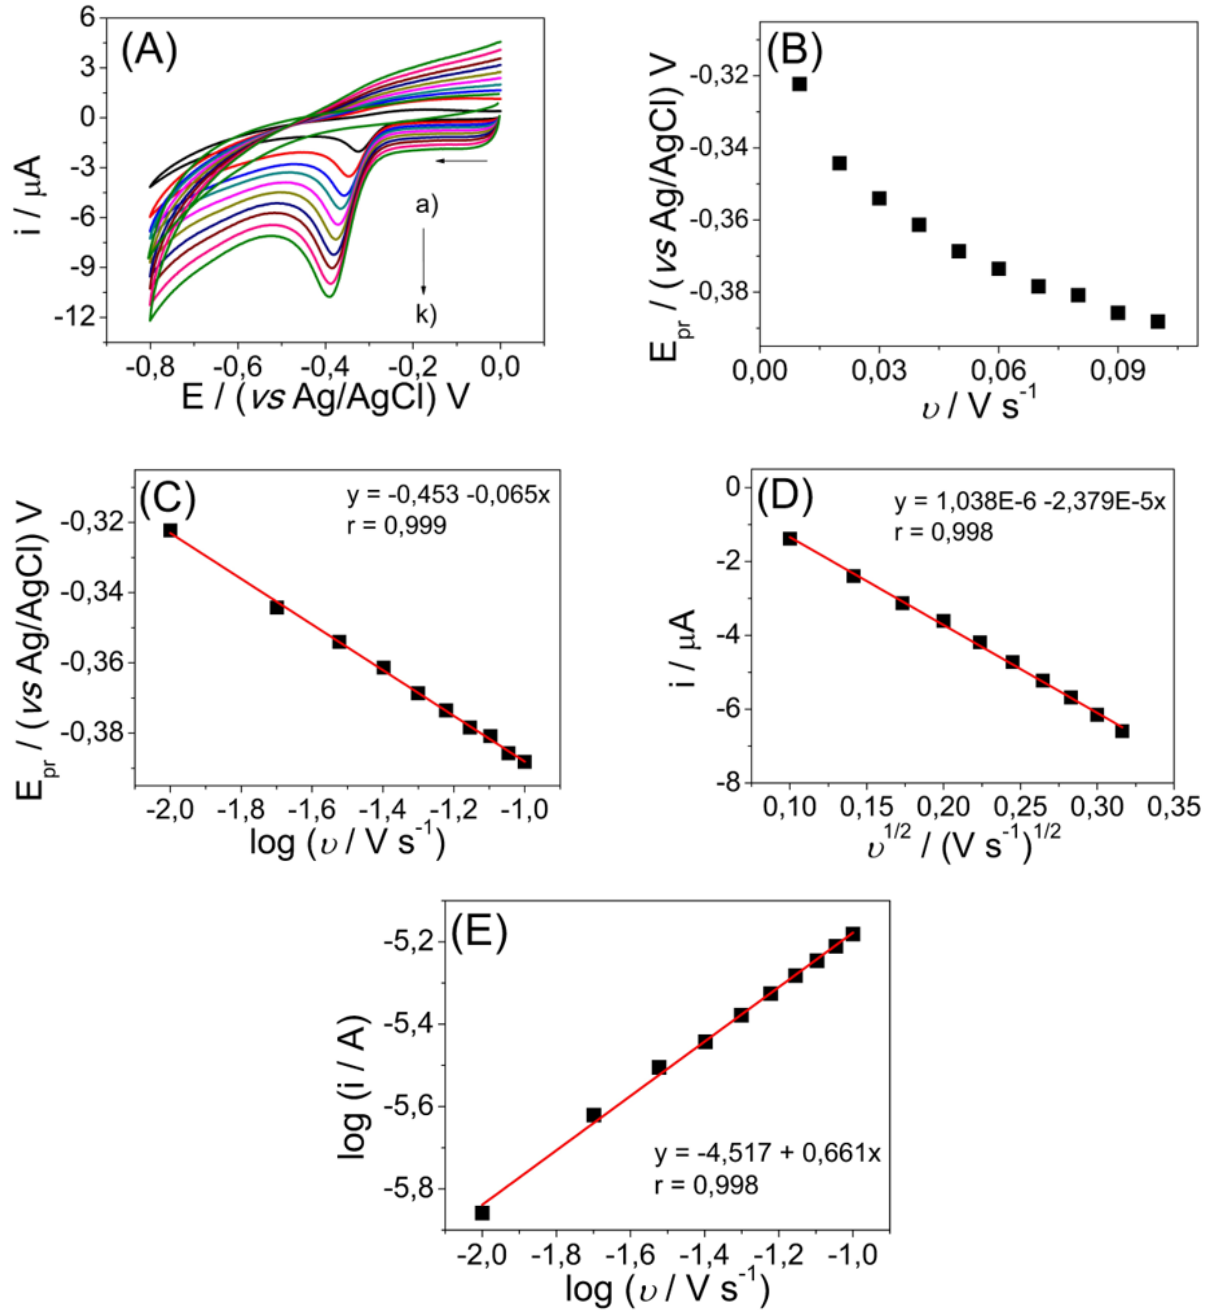 (A)
6
3
0
-3
-6
-9
-12
i / μA
a)
k)
-0,8
-0,6
-0,4
-0,2
0,0
E / (vs Ag/AgCl) V
(B)
-0,32
-0,34
-0,36
-0,38
E_pr / (vs Ag/AgCl) V
0,00
0,03
0,06
0,09
υ / V s⁻¹
(C)
y = -0,453 -0,065x
r = 0,999
-0,32
-0,34
-0,36
-0,38
E_pr / (vs Ag/AgCl) V
-2,0
-1,8
-1,6
-1,4
-1,2
-1,0
log (υ / V s⁻¹)
(D)
y = 1,038E-6 -2,379E-5x
r = 0,998
0
-2
-4
-6
-8
i / μA
0,10
0,15
0,20
0,25
0,30
0,35
υ¹ᐟ² / (V s⁻¹)¹ᐟ²
(E)
-5,2
-5,4
-5,6
-5,8
log (i / A)
y = -4,517 + 0,661x
r = 0,998
-2,0
-1,8
-1,6
-1,4
-1,2
-1,0
log (υ / V s⁻¹)